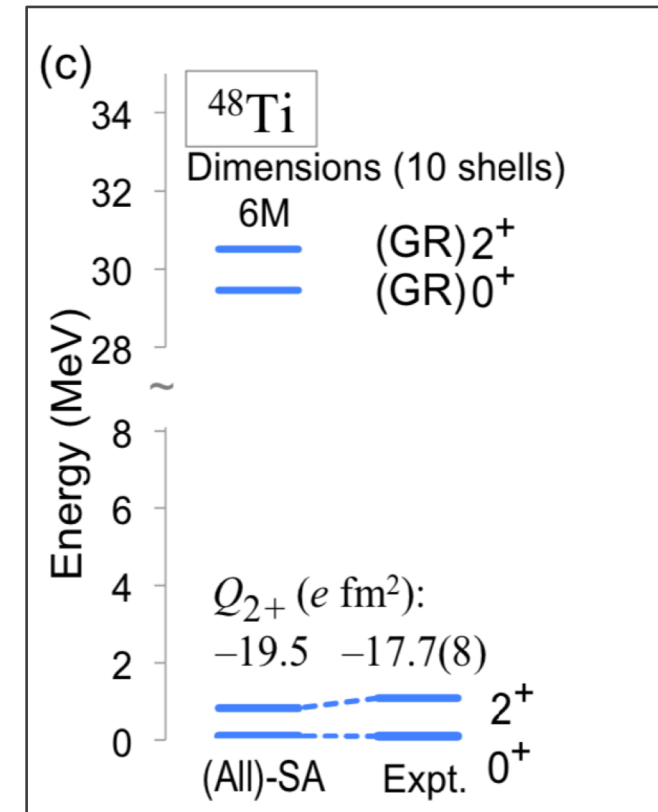 (c)
⁴⁸Ti
Dimensions (10 shells)
6M
(GR)2⁺
(GR)0⁺
34
32
30
28
~
Energy (MeV)
8
6
4
2
0
Q₂₊ (e fm²):
–19.5 –17.7(8)
2⁺
0⁺
(All)-SA Expt.